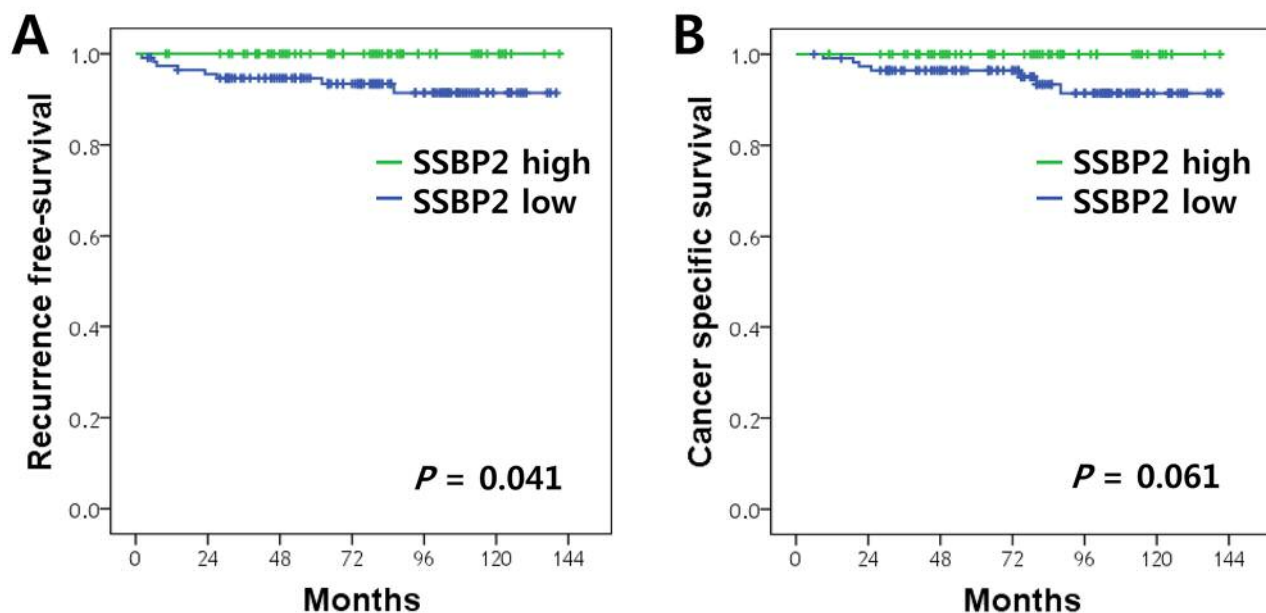 A
Recurrence free-survival
1.0
0.8
0.6
0.4
0.2
0.0
SSBP2 high
SSBP2 low
P = 0.041
0 24 48 72 96 120 144
Months
B
Cancer specific survival
1.0
0.8
0.6
0.4
0.2
0.0
SSBP2 high
SSBP2 low
P = 0.061
0 24 48 72 96 120 144
Months